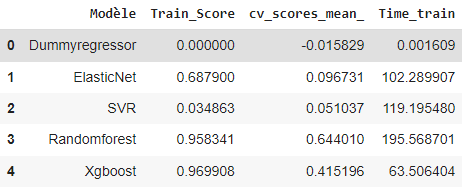 Modèle Train_Score cv_scores_mean_ Time_train
0 Dummyregressor 0.000000 -0.015829 0.001609
1 ElasticNet 0.687900 0.096731 102.289907
2 SVR 0.034863 0.051037 119.195480
3 Randomforest 0.958341 0.644010 195.568701
4 Xgboost 0.969908 0.415196 63.506404